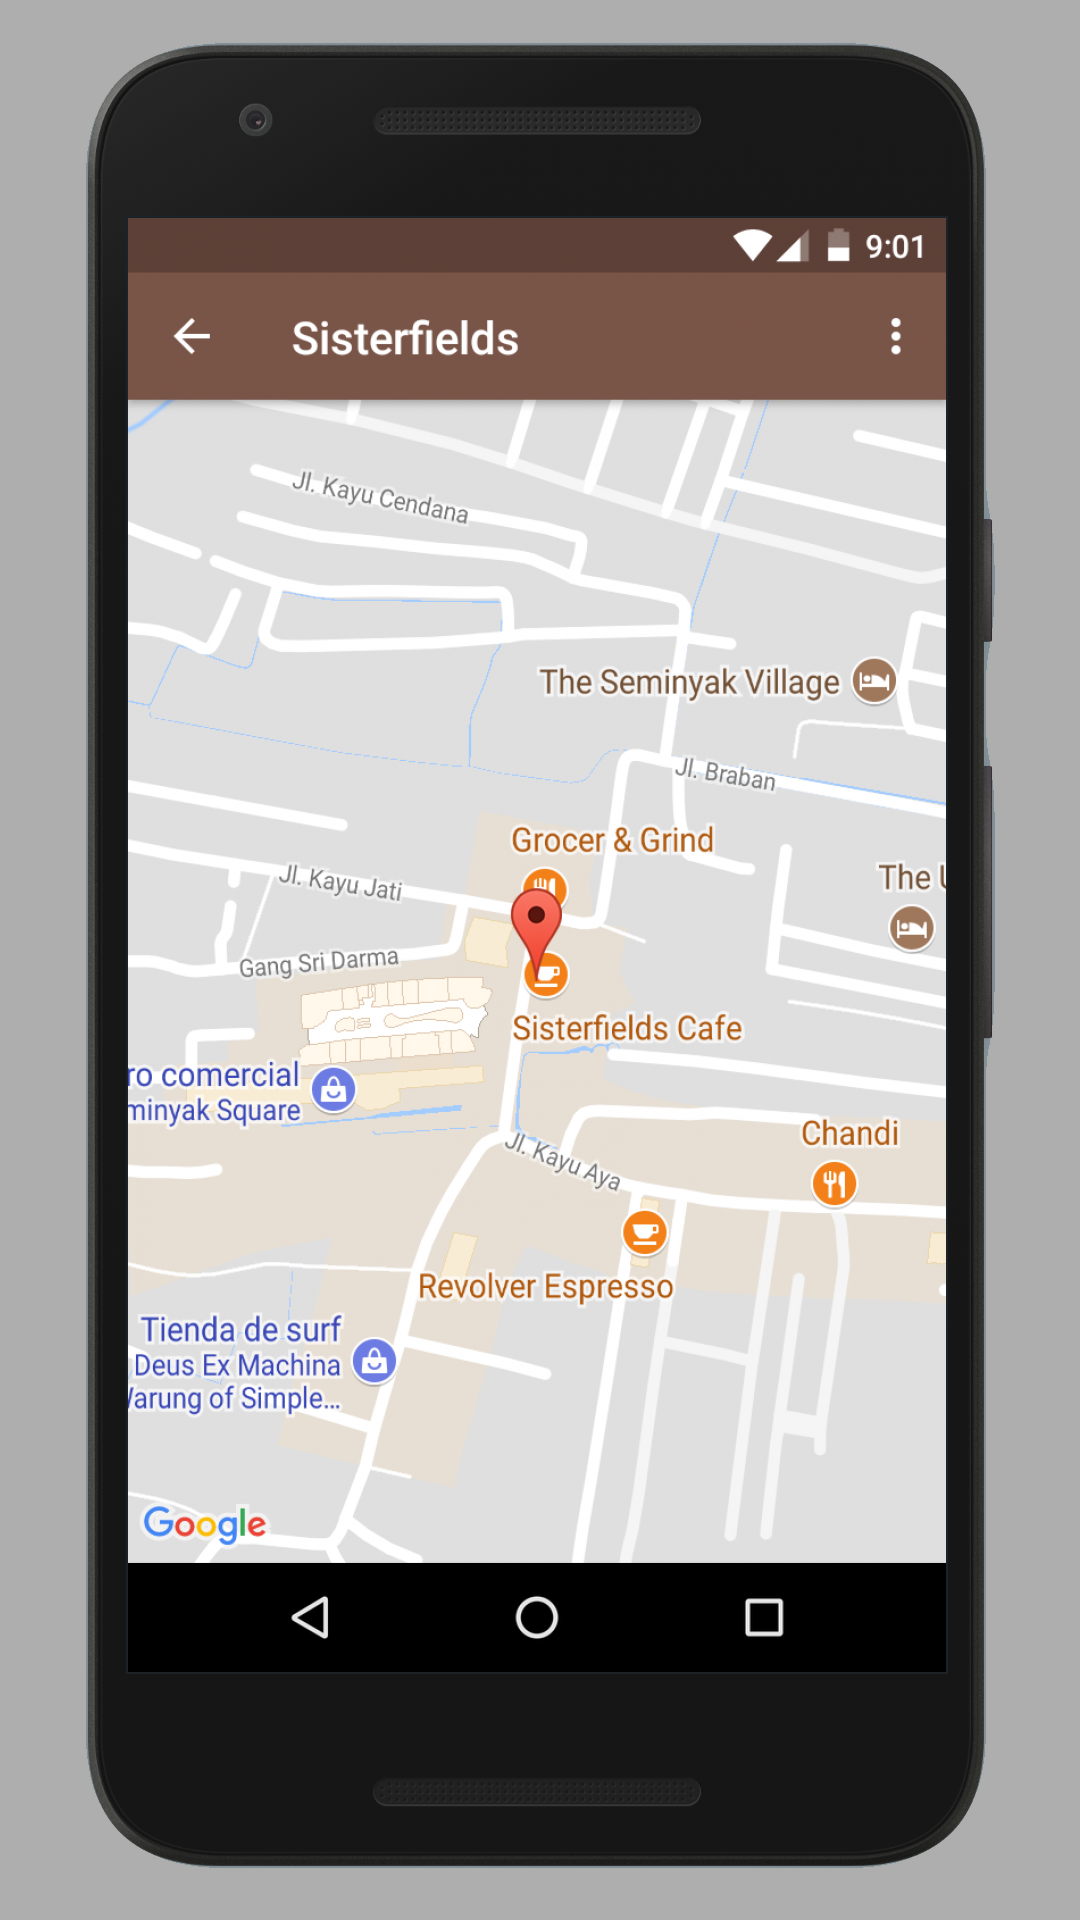 9:01
Sisterfields
Jl. Kayu Cendana
The Seminyak Village
Jl. Braban
Grocer & Grind
Jl. Kayu Jati
The
Gang Sri Darma
Sisterfields Cafe
ro comercial
minyak Square
Chandi
Jl. Kayu Aya
Revolver Espresso
Tienda de surf
Deus Ex Machina
arung of Simple...
Google